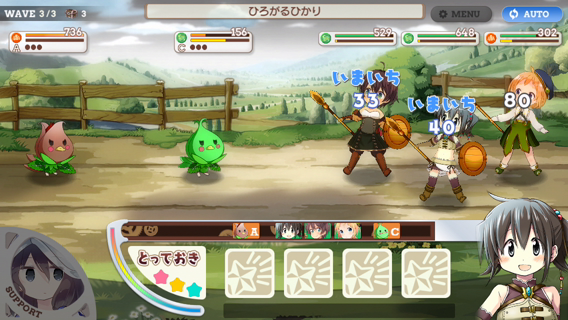 WAVE 3/3 3
ひろがるひかり
MENU
AUTO
736
A
156
C
529
648
302
いまいち
33
いまいち
40
80
A
C
とっておき
SUPPORT